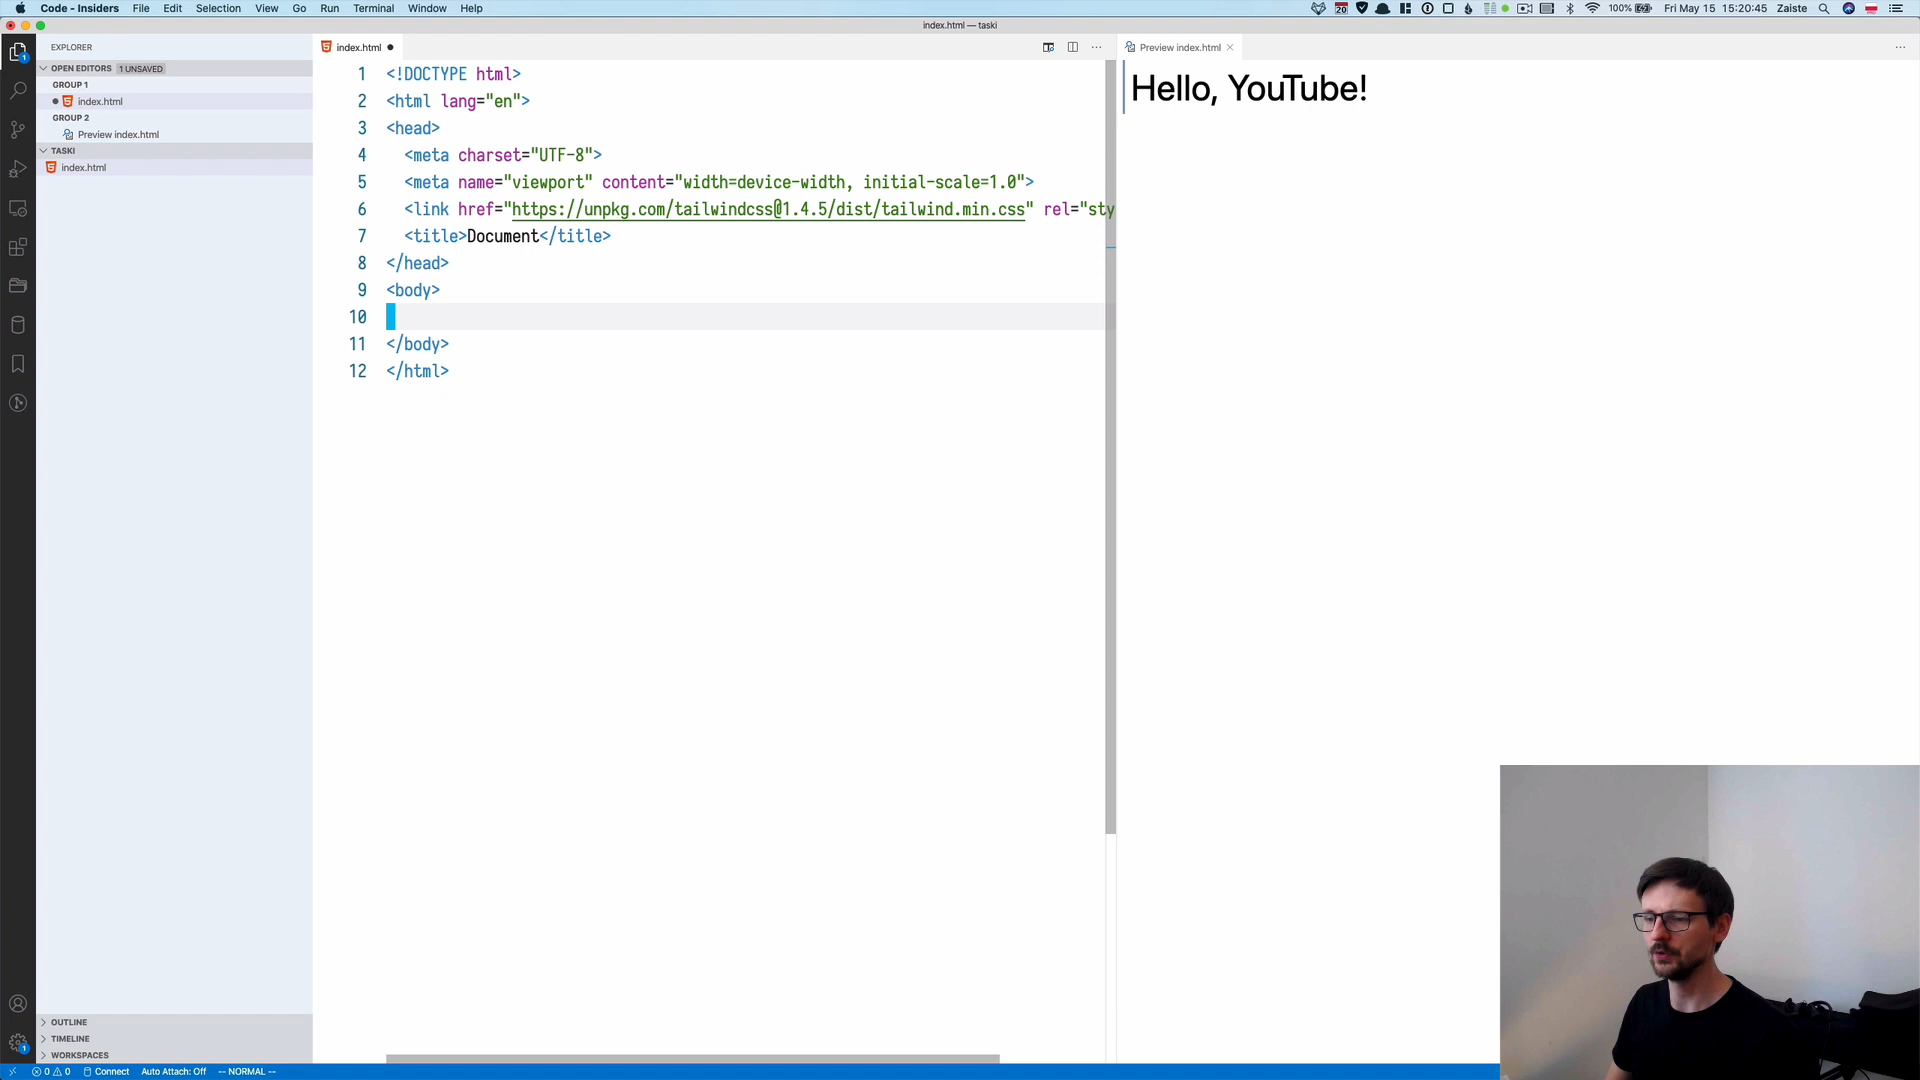 Code - Insiders File Edit Selection View Go Run Terminal Window Help
20 100% Fri May 15 15:20:45 Zaiste
index.html — taski
EXPLORER
OPEN EDITORS 1 UNSAVED
GROUP 1
index.html
GROUP 2
Preview index.html
TASKI
index.html
OUTLINE
TIMELINE
WORKSPACES
index.html
1 <!DOCTYPE html>
2 <html lang="en">
3 <head>
4 <meta charset="UTF-8">
5 <meta name="viewport" content="width=device-width, initial-scale=1.0">
6 <link href="https://unpkg.com/tailwindcss@1.4.5/dist/tailwind.min.css" rel="sty
7 <title>Document</title>
8 </head>
9 <body>
10
11 </body>
12 </html>
Preview index.html
Hello, YouTube!
1
1
0 0 Connect Auto Attach: Off -- NORMAL --